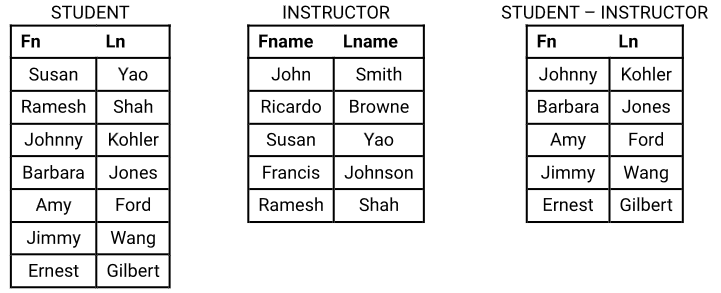 STUDENT
Fn Ln
Susan Yao
Ramesh Shah
Johnny Kohler
Barbara Jones
Amy Ford
Jimmy Wang
Ernest Gilbert
INSTRUCTOR
Fname Lname
John Smith
Ricardo Browne
Susan Yao
Francis Johnson
Ramesh Shah
STUDENT – INSTRUCTOR
Fn Ln
Johnny Kohler
Barbara Jones
Amy Ford
Jimmy Wang
Ernest Gilbert